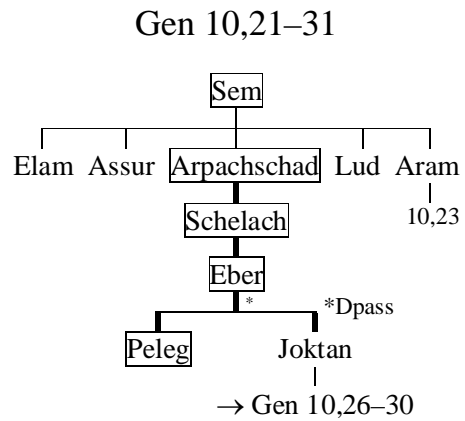 Gen 10,21–31
Sem
Elam Assur Arpachschad Lud Aram
10,23
Schelach
Eber
* *Dpass
Peleg Joktan
→ Gen 10,26–30